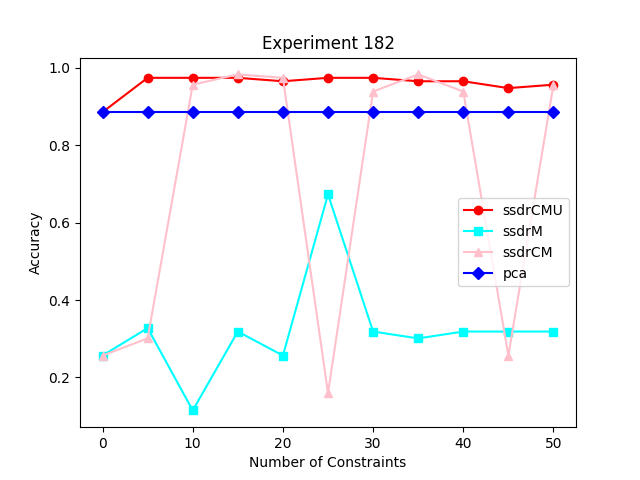 Experiment 182
Accuracy
1.0
0.8
0.6
0.4
0.2
ssdrCMU
ssdrM
ssdrCM
pca
0
10
20
30
40
50
Number of Constraints